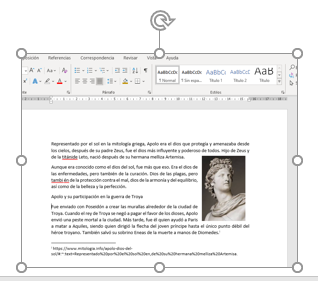 posición Referencias Correspondencia Revisar Vista Ayuda
AaBbCcDc AaBbCcDc AaBbCc AaBbCcC AaB
¶ Normal ¶ Sin espa... Título 1 Título 2 Título
Párrafo Estilos
Representado por el sol en la mitología griega, Apolo era el dios que protegía y amenazaba desde
los cielos, después de su padre Zeus, fue el dios más influyente y poderoso de todos. Hijo de Zeus y
de la titánide Leto, nació después de su hermana melliza Artemisa.
Aunque era conocido como el dios del sol, fue más que eso. Era el dios de
las enfermedades, pero también de la curación. Dios de las plagas, pero
también de la protección contra el mal, dios de la armonía y del equilibrio,
así como de la belleza y la perfección.
Apolo y su participación en la guerra de Troya
Fue enviado con Poseidón a crear las murallas alrededor de la ciudad de
Troya. Cuando el rey de Troya se negó a pagar el favor de los dioses, Apolo
envió una peste mortal a la ciudad. Más tarde, fue él quien ayudó a Paris
a matar a Aquiles, siendo quien dirigió la flecha del joven príncipe hasta el único punto débil del
héroe troyano. También salvó su sobrino Eneas de la muerte a manos de Diomedes.
¹ https://www.mitologia.info/apolo-dios-del-
sol/#:~:text=Representado%20por%20el%20sol%20en,de%20su%20hermana%20melliza%20Artemisa.